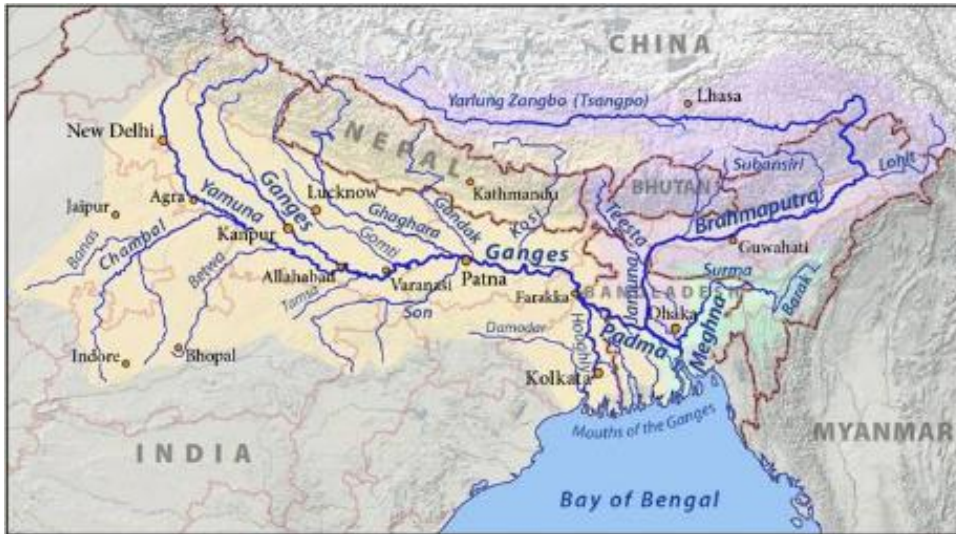 CHINA
Yarlung Zangbo (Tsangpo)
Lhasa
New Delhi
NEPAL
Subansiri
Lohit
Kathmandu
BHUTAN
Jaipur
Agra
Yamuna
Ganges
Lucknow
Ghaghara
Gandak
Kosi
Teesta
Brahmaputra
Banas
Chambal
Kanpur
Gomti
Guwahati
Betwa
Allahabad
Varanasi
Patna
Ganges
Jamuna
Surma
Barak
Tamsa
Son
Farakka
BANGLADESH
Dhaka
Damodar
Hooghly
Padma
Meghna
Indore
Bhopal
Kolkata
Mouths of the Ganges
INDIA
MYANMAR
Bay of Bengal